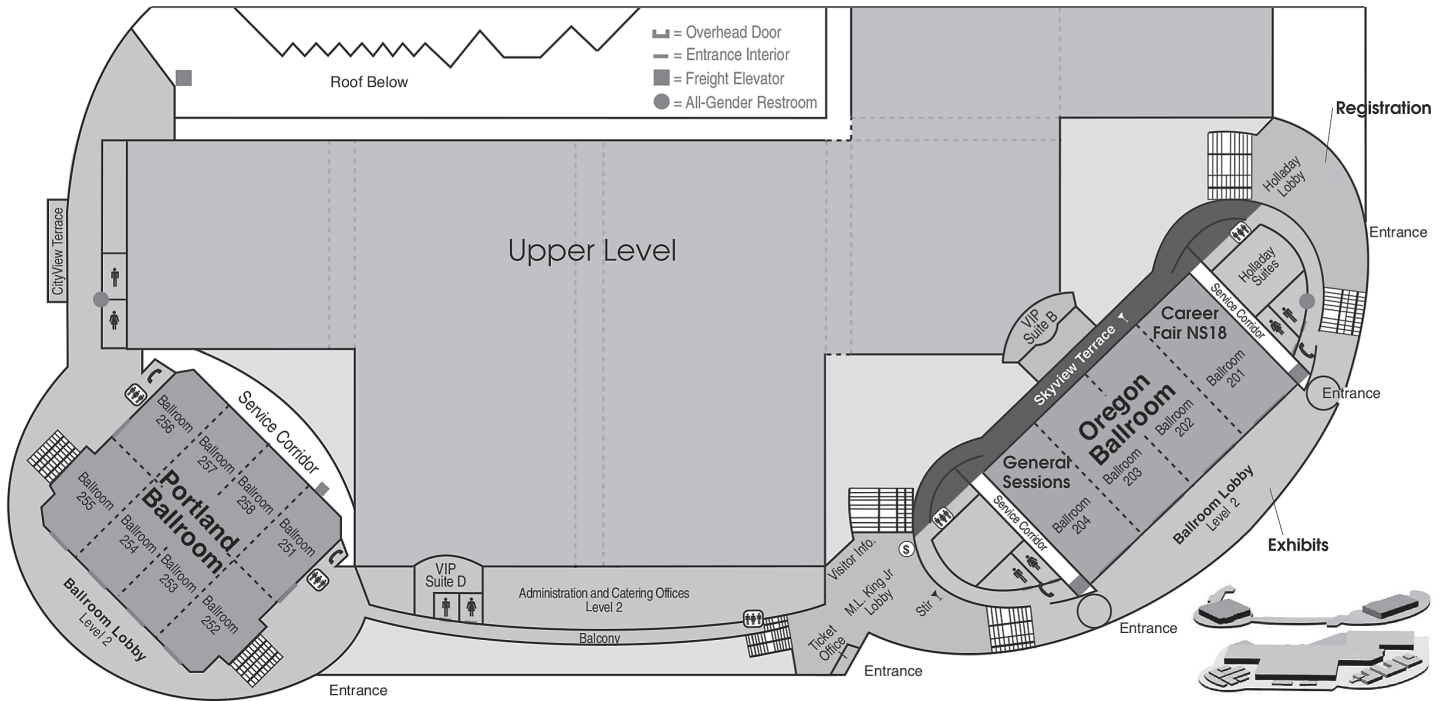 = Overhead Door
= Entrance Interior
= Freight Elevator
= All-Gender Restroom
Roof Below
Registration
Holladay
Lobby
Entrance
CityView Terrace
Upper Level
Holladay
Suites
Service Corridor
VIP
Suite B
Skyview Terrace
Career
Fair NS18
Ballroom
201
Entrance
Oregon
Ballroom
Ballroom
202
Ballroom
203
General
Sessions
Ballroom
204
Service Corridor
Ballroom Lobby
Level 2
Exhibits
Service Corridor
Ballroom
256
Ballroom
257
Ballroom
258
Ballroom
251
Portland
Ballroom
Ballroom
255
Ballroom
254
Ballroom
253
Ballroom
252
Ballroom Lobby
Level 2
VIP
Suite D
Administration and Catering Offices
Level 2
Balcony
$
Visitor Info.
M.L. King Jr
Lobby
Stir
Ticket
Office
Entrance
Entrance
Entrance